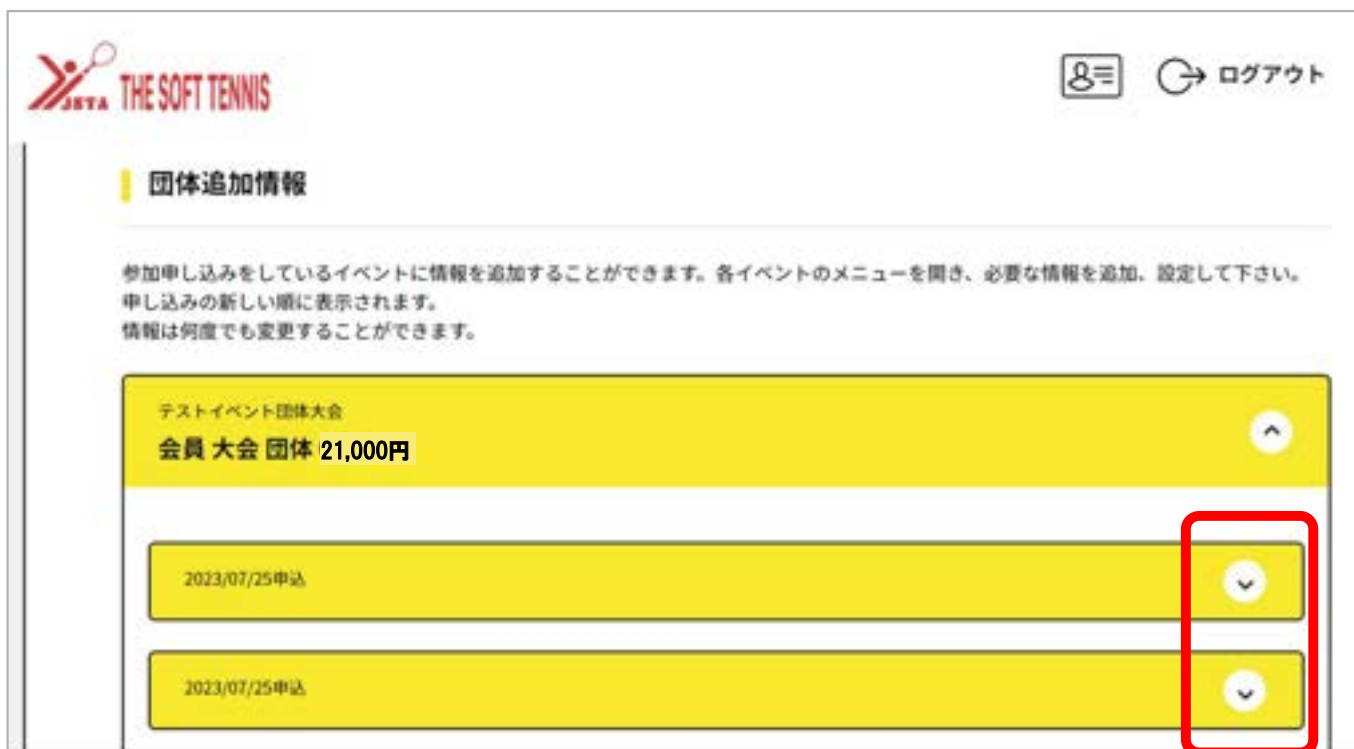 JSTA THE SOFT TENNIS
ログアウト
団体追加情報
参加申し込みをしているイベントに情報を追加することができます。各イベントのメニューを開き、必要な情報を追加、設定して下さい。
申し込みの新しい順に表示されます。
情報は何度でも変更することができます。
テストイベント団体大会
会員 大会 団体 21,000円
2023/07/25申込
2023/07/25申込